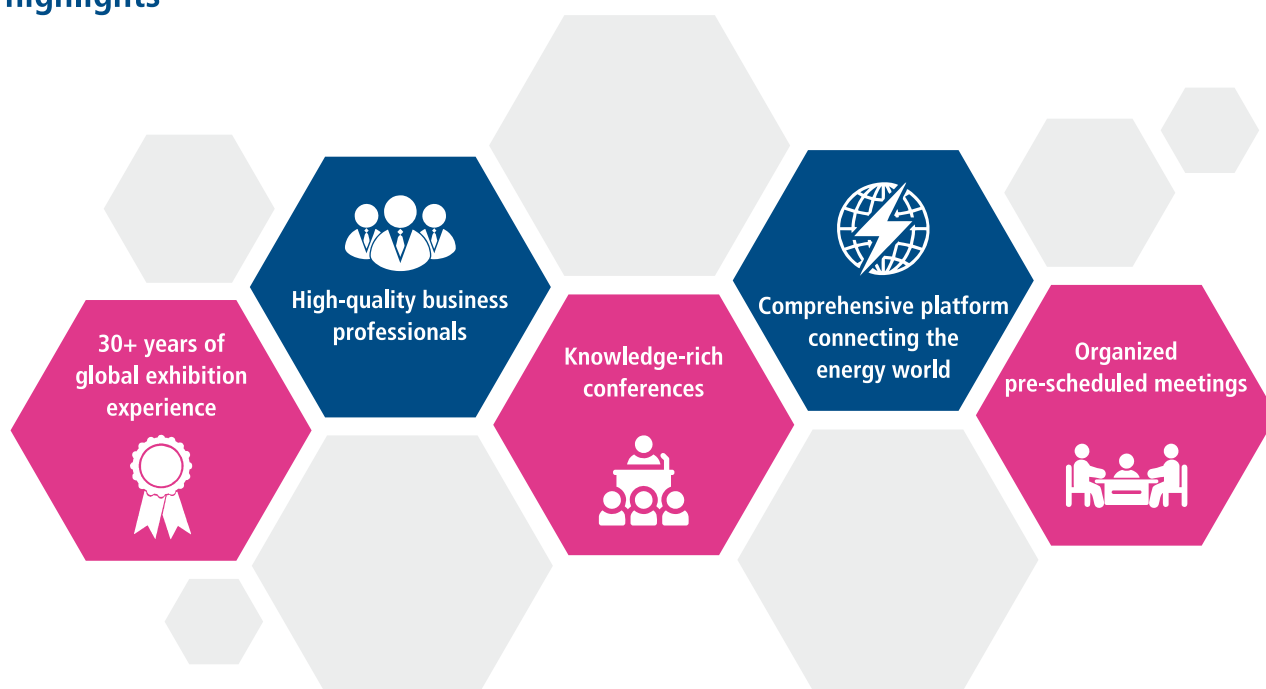 highlights
30+ years of
global exhibition
experience
High-quality business
professionals
Knowledge-rich
conferences
Comprehensive platform
connecting the
energy world
Organized
pre-scheduled meetings